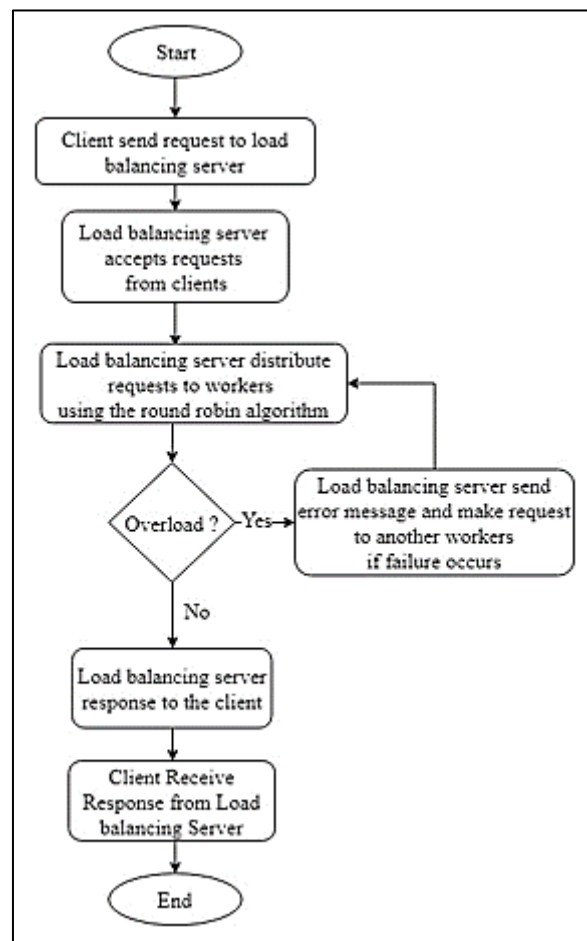 Start
Client send request to load
balancing server
Load balancing server
accepts requests
from clients
Load balancing server distribute
requests to workers
using the round robin algorithm
Overload ?
Yes
Load balancing server send
error message and make request
to another workers
if failure occurs
No
Load balancing server
response to the client
Client Receive
Response from Load
balancing Server
End